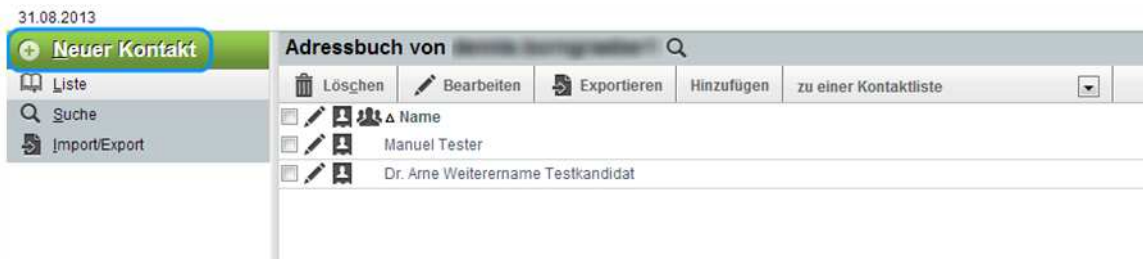 31.08.2013
Neuer Kontakt
Liste
Suche
Import/Export
Adressbuch von
Löschen Bearbeiten Exportieren Hinzufügen zu einer Kontaktliste
Name
Manuel Tester
Dr. Arne Weiterername Testkandidat